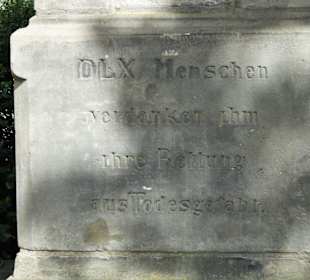 DLX Menschen
verdanken ihm
ihre Rettung
aus Todesgefahr.